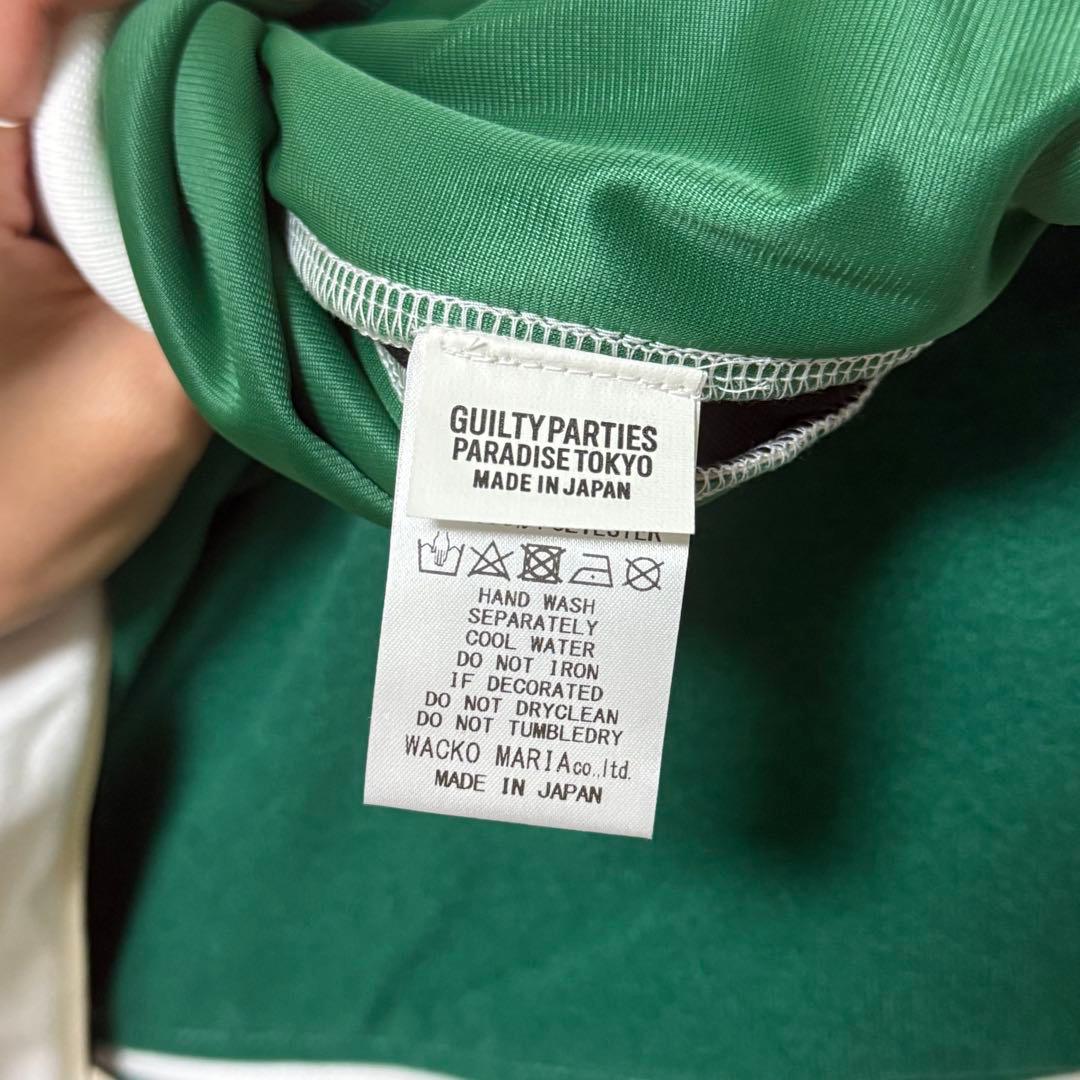 GUILTY PARTIES
PARADISE TOKYO
MADE IN JAPAN
POLYESTER
HAND WASH
SEPARATELY
COOL WATER
DO NOT IRON
IF DECORATED
DO NOT DRYCLEAN
DO NOT TUMBLEDRY
WACKO MARIA co.,ltd.
MADE IN JAPAN